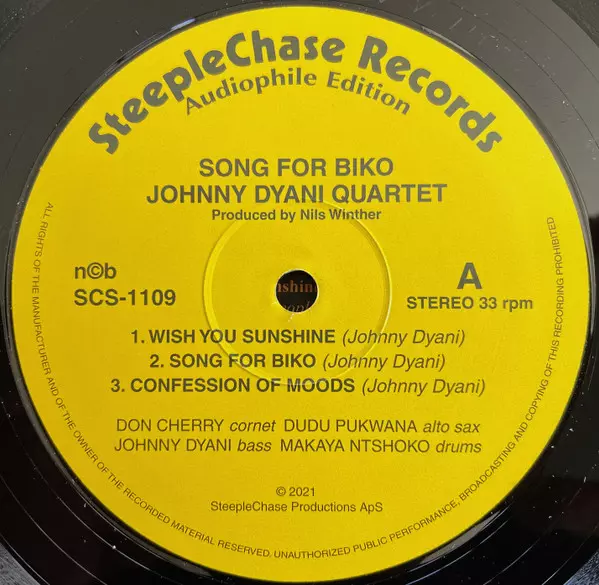 SteepleChase Records
Audiophile Edition
SONG FOR BIKO
JOHNNY DYANI QUARTET
Produced by Nils Winther
n©b
SCS-1109
A
STEREO 33 rpm
1. WISH YOU SUNSHINE (Johnny Dyani)
2. SONG FOR BIKO (Johnny Dyani)
3. CONFESSION OF MOODS (Johnny Dyani)
DON CHERRY cornet DUDU PUKWANA alto sax
JOHNNY DYANI bass MAKAYA NTSHOKO drums
© 2021
SteepleChase Productions ApS
ALL RIGHTS OF THE MANUFACTURER AND OF THE OWNER OF THE RECORDED MATERIAL RESERVED. UNAUTHORIZED PUBLIC PERFORMANCE, BROADCASTING AND COPYING OF THIS RECORDING PROHIBITED